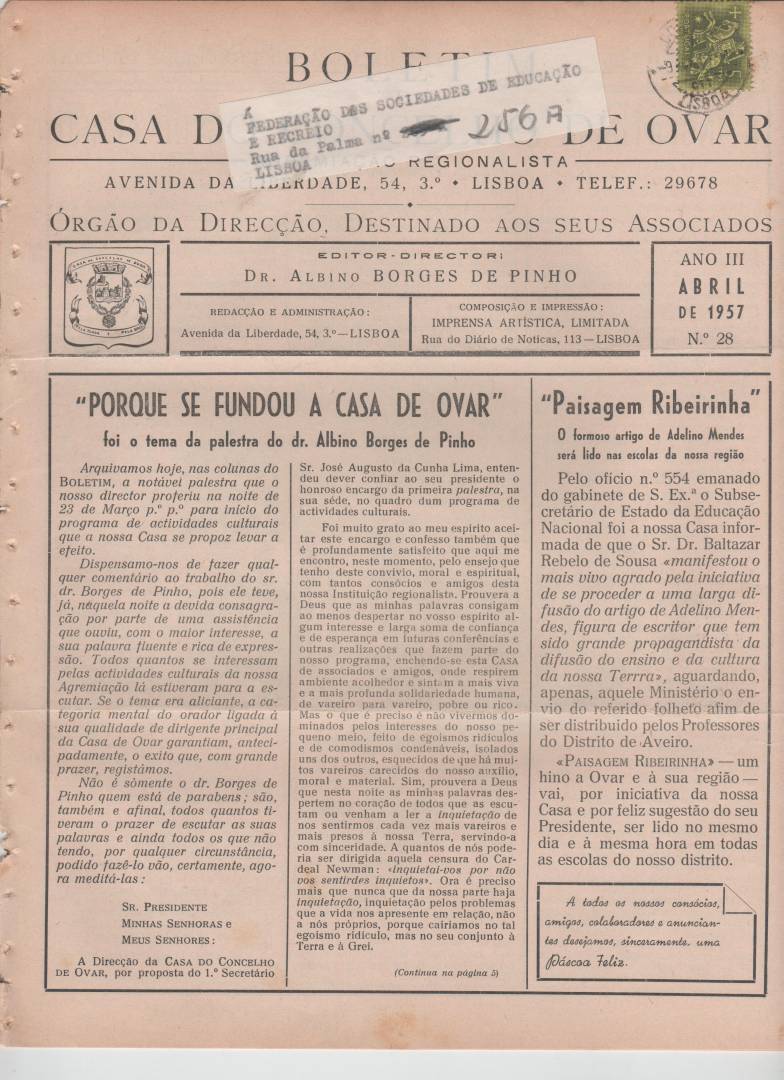 BOLETIM
CASA DO DE OVAR
REGIONALISTA
AVENIDA DA LIBERDADE, 54, 3.º • LISBOA • TELEF.: 29678
ÓRGÃO DA DIRECÇÃO, DESTINADO AOS SEUS ASSOCIADOS
À
FEDERAÇÃO DAS SOCIEDADES DE EDUCAÇÃO
E RECREIO
Rua da Palma nº 256 A
LISBOA
LISBOA
EDITOR-DIRECTOR:
DR. ALBINO BORGES DE PINHO
REDACÇÃO E ADMINISTRAÇÃO:
Avenida da Liberdade, 54, 3.º—LISBOA
COMPOSIÇÃO E IMPRESSÃO:
IMPRENSA ARTÍSTICA, LIMITADA
Rua do Diário de Noticas, 113—LISBOA
ANO III
ABRIL
DE 1957
N.º 28
"PORQUE SE FUNDOU A CASA DE OVAR"
foi o tema da palestra do dr. Albino Borges de Pinho
Arquivamos hoje, nas colunas do
BOLETIM, a notável palestra que o
nosso director proferiu na noite de
23 de Março p.º p.º para início do
programa de actividades culturais
que a nossa Casa se propoz levar a
efeito.
Dispensamo-nos de fazer qual-
quer comentário ao trabalho do sr.
dr. Borges de Pinho, pois ele teve,
já, naquela noite a devida consagra-
ção por parte de uma assistência
que ouviu, com o maior interesse, a
sua palavra fluente e rica de expres-
são. Todos quantos se interessam
pelas actividades culturais da nossa
Agremiação lá estiveram para a es-
cutar. Se o tema era aliciante, a ca-
tegoria mental do orador ligada à
sua qualidade de dirigente principal
da Casa de Ovar garantiam, anteci-
padamente, o exito que, com grande
prazer, registâmos.
Não é sòmente o dr. Borges de
Pinho quem está de parabens; são,
também e afinal, todos quantos ti-
veram o prazer de escutar as suas
palavras e ainda todos os que não
tendo, por qualquer circunstância,
podido fazê-lo vão, certamente, ago-
ra meditá-las:
SR. PRESIDENTE
MINHAS SENHORAS e
MEUS SENHORES:
A Direcção da CASA DO CONCELHO
DE OVAR, por proposta do 1.º Secretário
Sr. José Augusto da Cunha Lima, enten-
deu dever confiar ao seu presidente o
honroso encargo da primeira palestra, na
sua séde, no quadro dum programa de
actividades culturais.
Foi muito grato ao meu espirito acei-
tar este encargo e confesso também que
é profundamente satisfeito que aqui me
encontro, neste momento, pelo ensejo que
tenho deste convivio, moral e espiritual,
com tantos consócios e amigos desta
nossa Instituição regionalista. Prouvera a
Deus que as minhas palavras consigam
ao menos despertar no vosso espirito al-
gum interesse e larga soma de confiança
e de esperança em futuras conferências e
outras realizações que fazem parte do
nosso programa, enchendo-se esta CASA
de associados e amigos, onde respirem
ambiente acolhedor e sintam a mais viva
e a mais profunda solidariedade humana,
de vareiro para vareiro, pobre ou rico.
Mas o que é preciso é não vivermos do-
minados pelos interesses do nosso pe-
queno meio, feito de egoismos ridiculos
e de comodismos condenáveis, isolados
uns dos outros, esquecidos de que há mui-
tos vareiros carecidos do nosso auxílio,
moral e material. Sim, prouvera a Deus
que nesta noite as minhas palavras des-
pertem no coração de todos que as escu-
tam ou venham a ler a inquietação de
de nos sentirmos cada vez mais vareiros e
mais presos à nossa Terra, servindo-a
com sinceridade. A quantos de nós pode-
ria ser dirigida aquela censura do Car-
deal Newman: «inquietai-vos por não
vos sentirdes inquietos». Ora é preciso
mais que nunca que da nossa parte haja
inquietação, inquietação pelos problemas
que a vida nos apresente em relação, não
a nós próprios, porque cairiamos no tal
egoismo ridículo, mas no seu conjunto à
Terra e à Grei.
(Continua na página 5)
"Paisagem Ribeirinha"
O formoso artigo de Adelino Mendes
será lido nas escolas da nossa região
Pelo ofício n.º 554 emanado
do gabinete de S. Ex.ª o Subse-
cretário de Estado da Educação
Nacional foi a nossa Casa infor-
mada de que o Sr. Dr. Baltazar
Rebelo de Sousa «manifestou o
mais vivo agrado pela iniciativa
de se proceder a uma larga di-
fusão do artigo de Adelino Men-
des, figura de escritor que tem
sido grande propagandista da
difusão do ensino e da cultura
da nossa Terrra», aguardando,
apenas, aquele Ministério o en-
vio do referido folheto afim de
ser distribuido pelos Professores
do Distrito de Aveiro.
«PAISAGEM RIBEIRINHA» — um
hino a Ovar e à sua região —
vai, por iniciativa da nossa
Casa e por feliz sugestão do seu
Presidente, ser lido no mesmo
dia e à mesma hora em todas
as escolas do nosso distrito.
A todos os nossos consócios,
amigos, colaboradores e anuncian-
tes desejamos, sinceramente, uma
Páscoa Feliz.